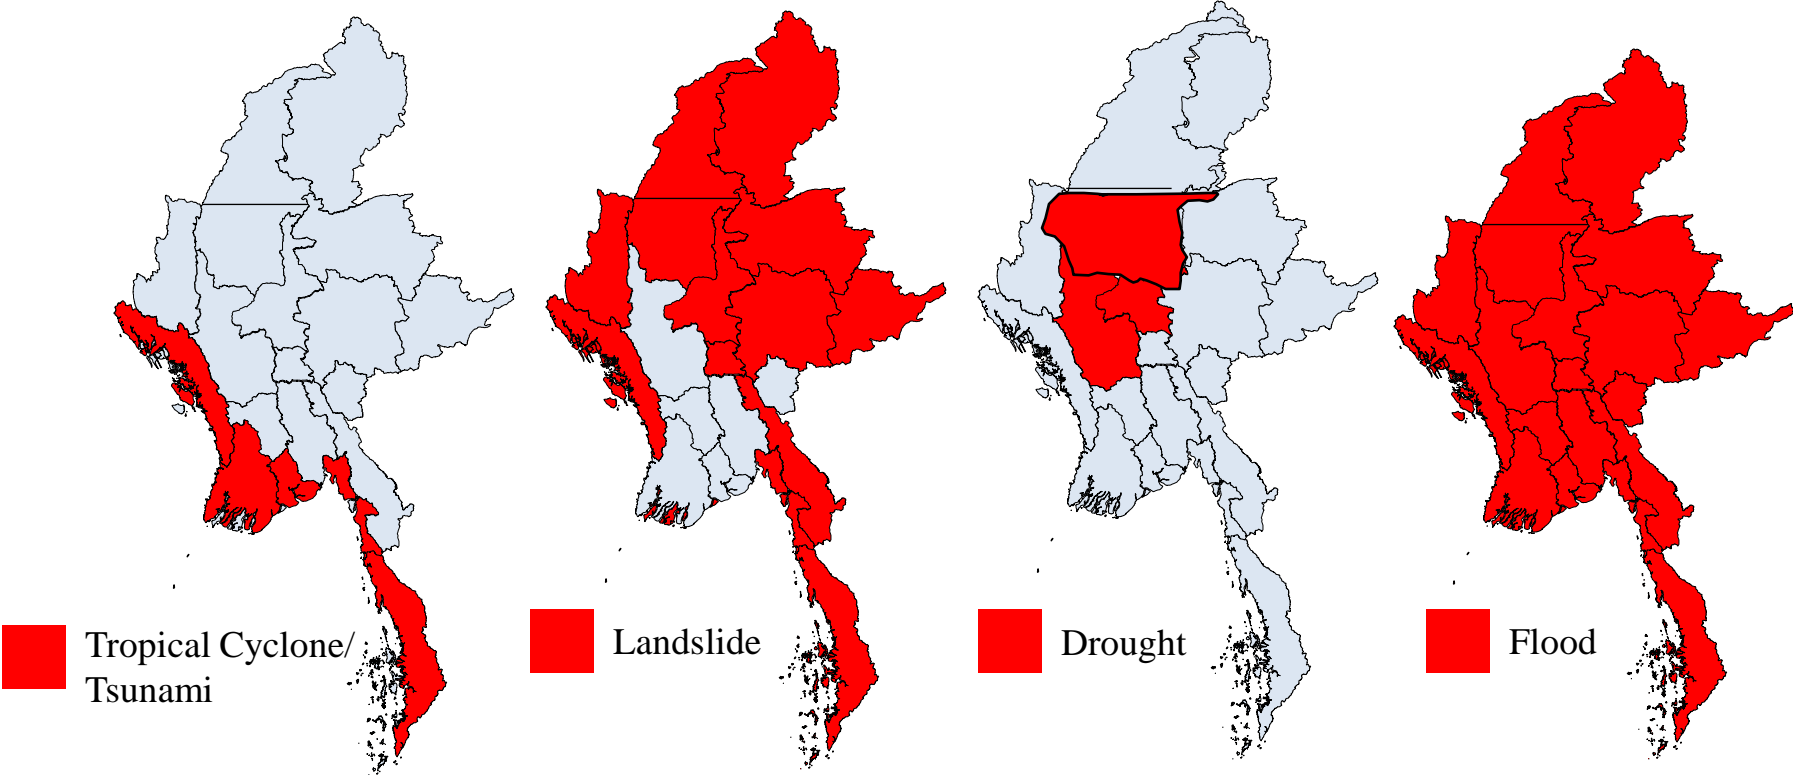 Tropical Cyclone/
Tsunami
Landslide
Drought
Flood